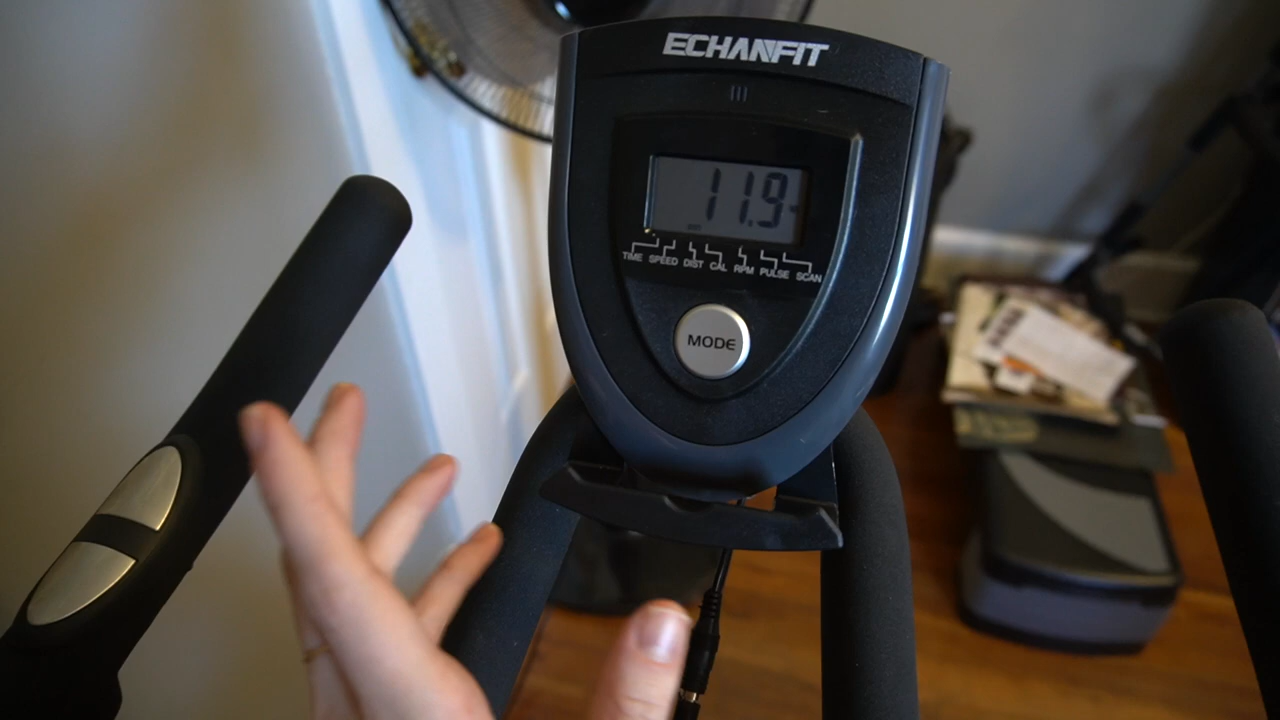 ECHANFIT
11.9
TIME SPEED DIST CAL RPM PULSE SCAN
MODE